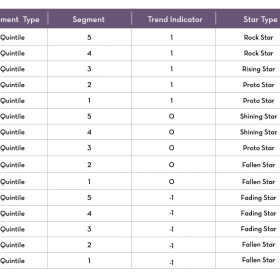 ment Type Segment Trend Indicator Star Type
Quintile 5 1 Rock Star
Quintile 4 1 Rock Star
Quintile 3 1 Rising Star
Quintile 2 1 Proto Star
Quintile 1 1 Proto Star
Quintile 5 0 Shining Star
Quintile 4 0 Shining Star
Quintile 3 0 Proto Star
Quintile 2 0 Fallen Star
Quintile 1 0 Fallen Star
Quintile 5 -1 Fading Star
Quintile 4 -1 Fading Star
Quintile 3 -1 Fading Star
Quintile 2 -1 Fallen Star
Quintile 1 -1 Fallen Star